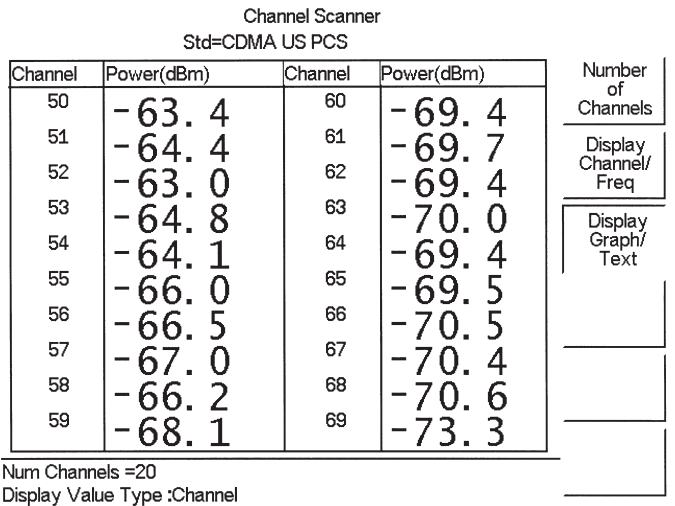 Channel Scanner
Std=CDMA US PCS
Channel Power(dBm) Channel Power(dBm)
50 -63.4 60 -69.4
51 -64.4 61 -69.7
52 -63.0 62 -69.4
53 -64.8 63 -70.0
54 -64.1 64 -69.4
55 -66.0 65 -69.5
56 -66.5 66 -70.5
57 -67.0 67 -70.4
58 -66.2 68 -70.6
59 -68.1 69 -73.3
Num Channels =20
Display Value Type :Channel
Number
of
Channels
Display
Channel/
Freq
Display
Graph/
Text